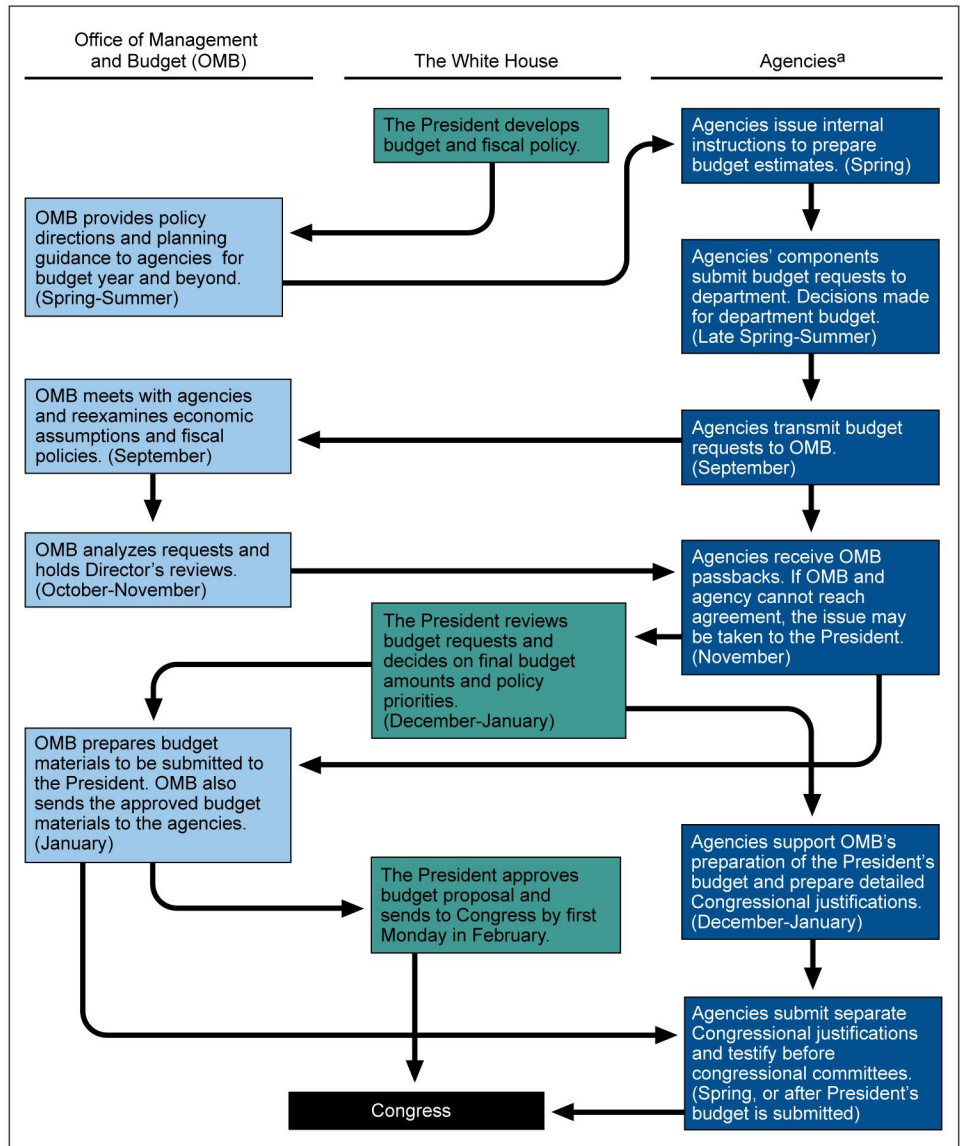 Office of Management
and Budget (OMB)
The White House
Agenciesª
The President develops
budget and fiscal policy.
Agencies issue internal
instructions to prepare
budget estimates. (Spring)
OMB provides policy
directions and planning
guidance to agencies for
budget year and beyond.
(Spring-Summer)
Agencies' components
submit budget requests to
department. Decisions made
for department budget.
(Late Spring-Summer)
OMB meets with agencies
and reexamines economic
assumptions and fiscal
policies. (September)
Agencies transmit budget
requests to OMB.
(September)
OMB analyzes requests and
holds Director's reviews.
(October-November)
Agencies receive OMB
passbacks. If OMB and
agency cannot reach
agreement, the issue may
be taken to the President.
(November)
The President reviews
budget requests and
decides on final budget
amounts and policy
priorities.
(December-January)
OMB prepares budget
materials to be submitted to
the President. OMB also
sends the approved budget
materials to the agencies.
(January)
Agencies support OMB's
preparation of the President's
budget and prepare detailed
Congressional justifications.
(December-January)
The President approves
budget proposal and
sends to Congress by first
Monday in February.
Agencies submit separate
Congressional justifications
and testify before
congressional committees.
(Spring, or after President's
budget is submitted)
Congress